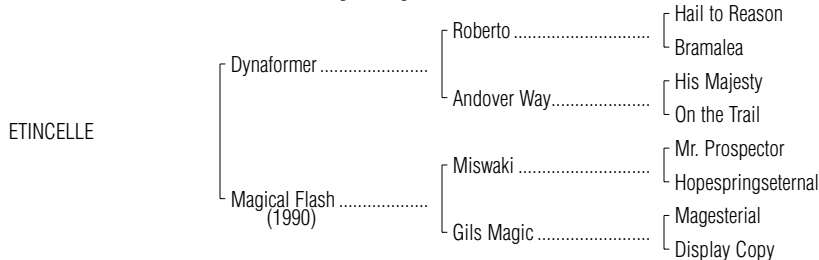 Hail to Reason
Roberto .............................
Bramalea
Dynaformer .......................
His Majesty
Andover Way.....................
On the Trail
ETINCELLE
Mr. Prospector
Miswaki ............................
Hopespringseternal
Magical Flash ...................
(1990)
Magesterial
Gils Magic ........................
Display Copy